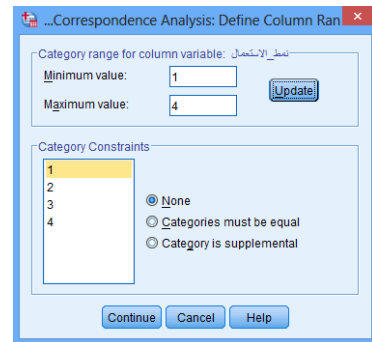 ...Correspondence Analysis: Define Column Ran
Category range for column variable: نمط_الاستعمال
Minimum value: 1
Maximum value: 4
Update
Category Constraints
1
2
3
4
None
Categories must be equal
Category is supplemental
Continue Cancel Help